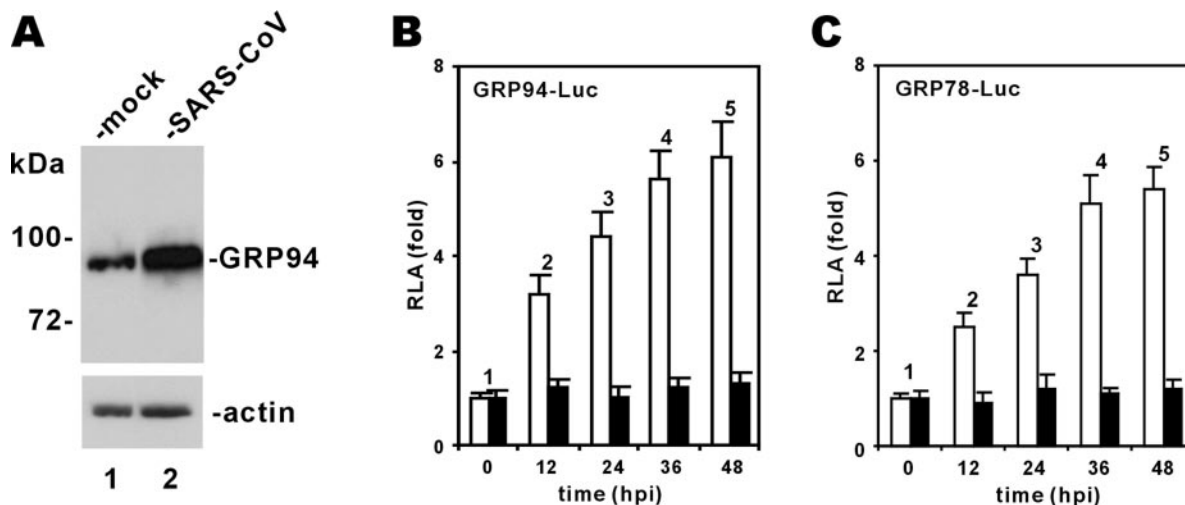 A
-mock
-SARS-CoV
kDa
100-
-GRP94
72-
-actin
1 2
B
8
GRP94-Luc
6
4
2
0
RLA (fold)
1
2
3
4
5
0 12 24 36 48
time (hpi)
C
8
GRP78-Luc
6
4
2
0
RLA (fold)
1
2
3
4
5
0 12 24 36 48
time (hpi)